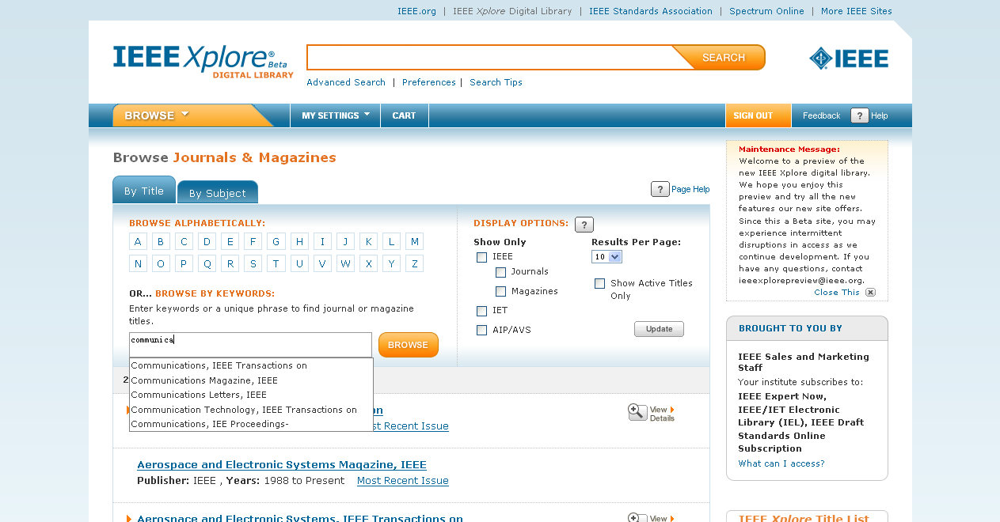 IEEE.org | IEEE Xplore Digital Library | IEEE Standards Association | Spectrum Online | More IEEE Sites
IEEE Xplore® Beta
DIGITAL LIBRARY
SEARCH
IEEE
Advanced Search | Preferences | Search Tips
BROWSE
MY SETTINGS
CART
SIGN OUT
Feedback
? Help
Browse Journals & Magazines
By Title
By Subject
? Page Help
BROWSE ALPHABETICALLY:
A B C D E F G H I J K L M
N O P Q R S T U V W X Y Z
OR... BROWSE BY KEYWORDS:
Enter keywords or a unique phrase to find journal or magazine
titles.
communica
BROWSE
Communications, IEEE Transactions on
Communications Magazine, IEEE
Communications Letters, IEEE
Communication Technology, IEEE Transactions on
Communications, IEE Proceedings-
DISPLAY OPTIONS: ?
Show Only
IEEE
Journals
Magazines
IET
AIP/AVS
Results Per Page:
10
Show Active Titles
Only
Update
2
on
st Recent Issue
View
Details
Aerospace and Electronic Systems Magazine, IEEE
Publisher: IEEE , Years: 1988 to Present Most Recent Issue
Aerospace and Electronic Systems, IEEE Transactions on
View
Maintenance Message:
Welcome to a preview of the
new IEEE Xplore digital library.
We hope you enjoy this
preview and try all the new
features our new site offers.
Since this a Beta site, you may
experience intermittent
disruptions in access as we
continue development. If you
have any questions, contact
ieeexplorepreview@ieee.org.
Close This x
BROUGHT TO YOU BY
IEEE Sales and Marketing
Staff
Your institute subscribes to:
IEEE Expert Now,
IEEE/IET Electronic
Library (IEL), IEEE Draft
Standards Online
Subscription
What can I access?
IEEE Xplore Title List